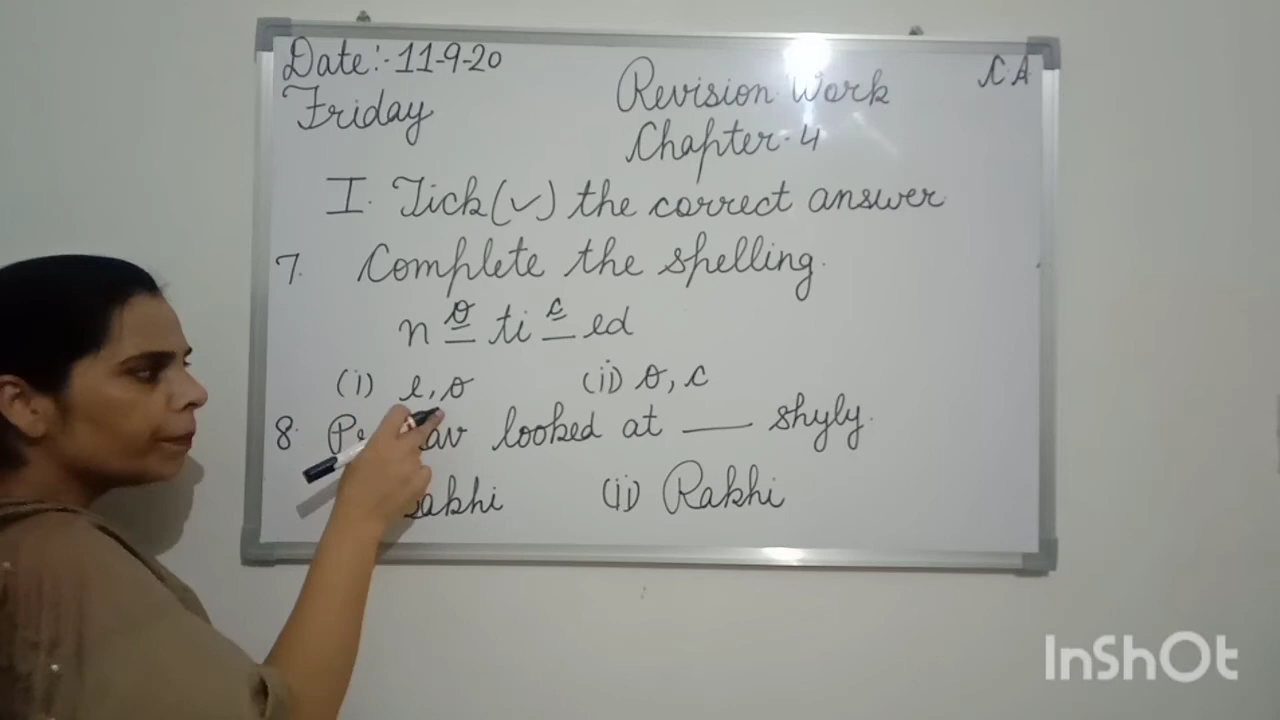 Date:- 11-9-20
C.A
Friday
Revision Work
Chapter-4
I. Tick(✓) the correct answer
7. Complete the spelling.
n o ti c ed
(i) e, o (ii) o, c
8. looked at ___ shyly.
(ii) Rakhi
InShOt